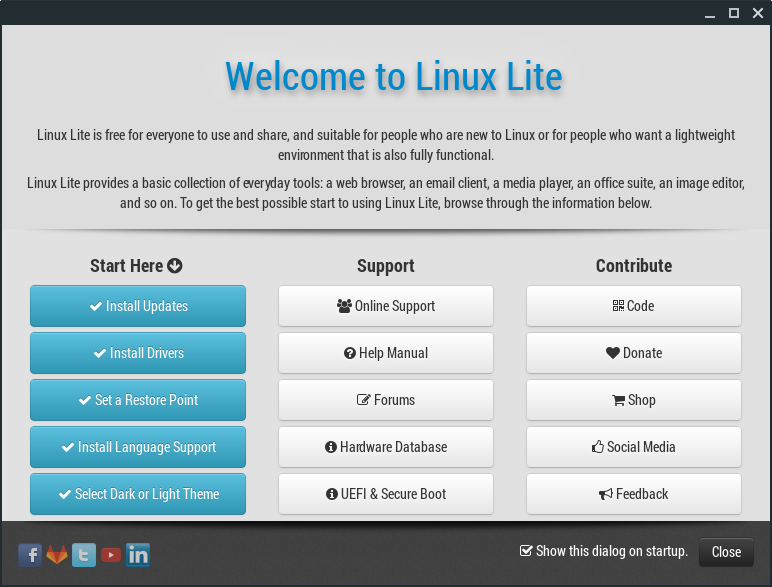 Welcome to Linux Lite
Linux Lite is free for everyone to use and share, and suitable for people who are new to Linux or for people who want a lightweight
environment that is also fully functional.
Linux Lite provides a basic collection of everyday tools: a web browser, an email client, a media player, an office suite, an image editor,
and so on. To get the best possible start to using Linux Lite, browse through the information below.
Start Here
Install Updates
Install Drivers
Set a Restore Point
Install Language Support
Select Dark or Light Theme
Support
Online Support
Help Manual
Forums
Hardware Database
UEFI & Secure Boot
Contribute
Code
Donate
Shop
Social Media
Feedback
Show this dialog on startup.
Close